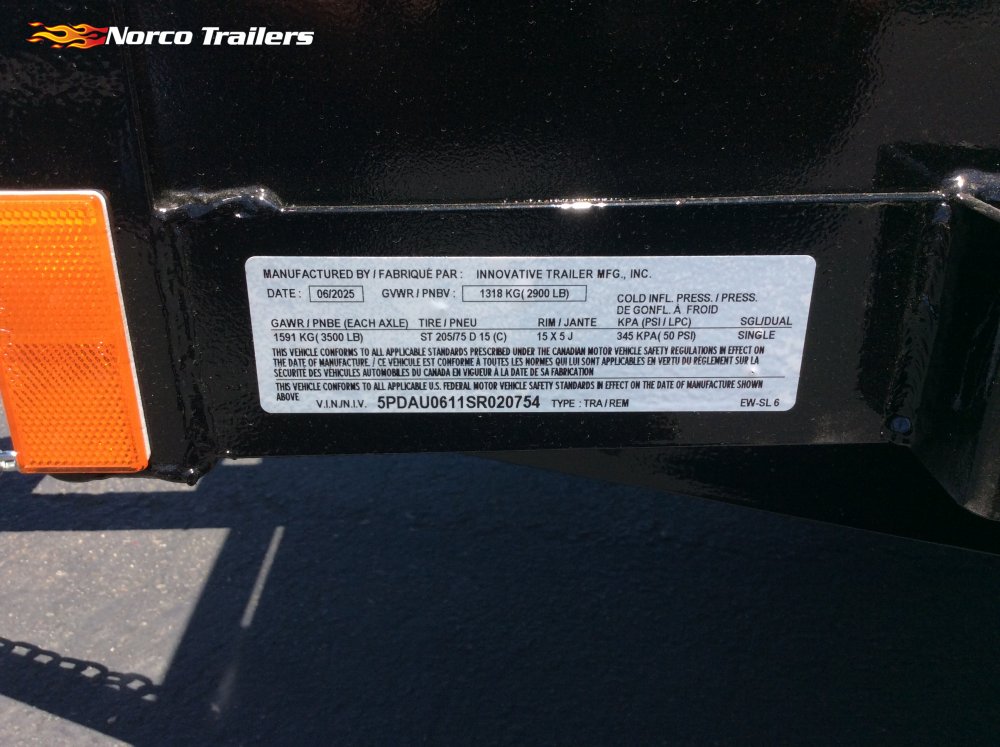 Norco Trailers
MANUFACTURED BY / FABRIQUÉ PAR : INNOVATIVE TRAILER MFG., INC.
DATE : 06/2025 GVWR / PNBV : 1318 KG( 2900 LB)
COLD INFL. PRESS. / PRESS.
DE GONFL. À FROID
GAWR / PNBE (EACH AXLE) TIRE / PNEU RIM / JANTE KPA (PSI / LPC) SGL/DUAL
1591 KG( 3500 LB) ST 205/75 D 15 (C) 15 X 5 J 345 KPA( 50 PSI) SINGLE
THIS VEHICLE CONFORMS TO ALL APPLICABLE STANDARDS PRESCRIBED UNDER THE CANADIAN MOTOR VEHICLE SAFETY REGULATIONS IN EFFECT ON
THE DATE OF MANUFACTURE. / CE VEHICULE EST CONFORME À TOUTES LES NORMES QUI LUI SONT APPLICABLES EN VERTU DU RÈGLEMENT SUR LA
SÉCURITÉ DES VÉHICULES AUTOMOBILES DU CANADA EN VIGUEUR À LA DATE DE SA FABRICATION
THIS VEHICLE CONFORMS TO ALL APPLICABLE U.S. FEDERAL MOTOR VEHICLE SAFETY STANDARDS IN EFFECT ON THE DATE OF MANUFACTURE SHOWN
ABOVE
V.I.N./N.I.V. 5PDAU0611SR020754 TYPE : TRA / REM EW-SL 6